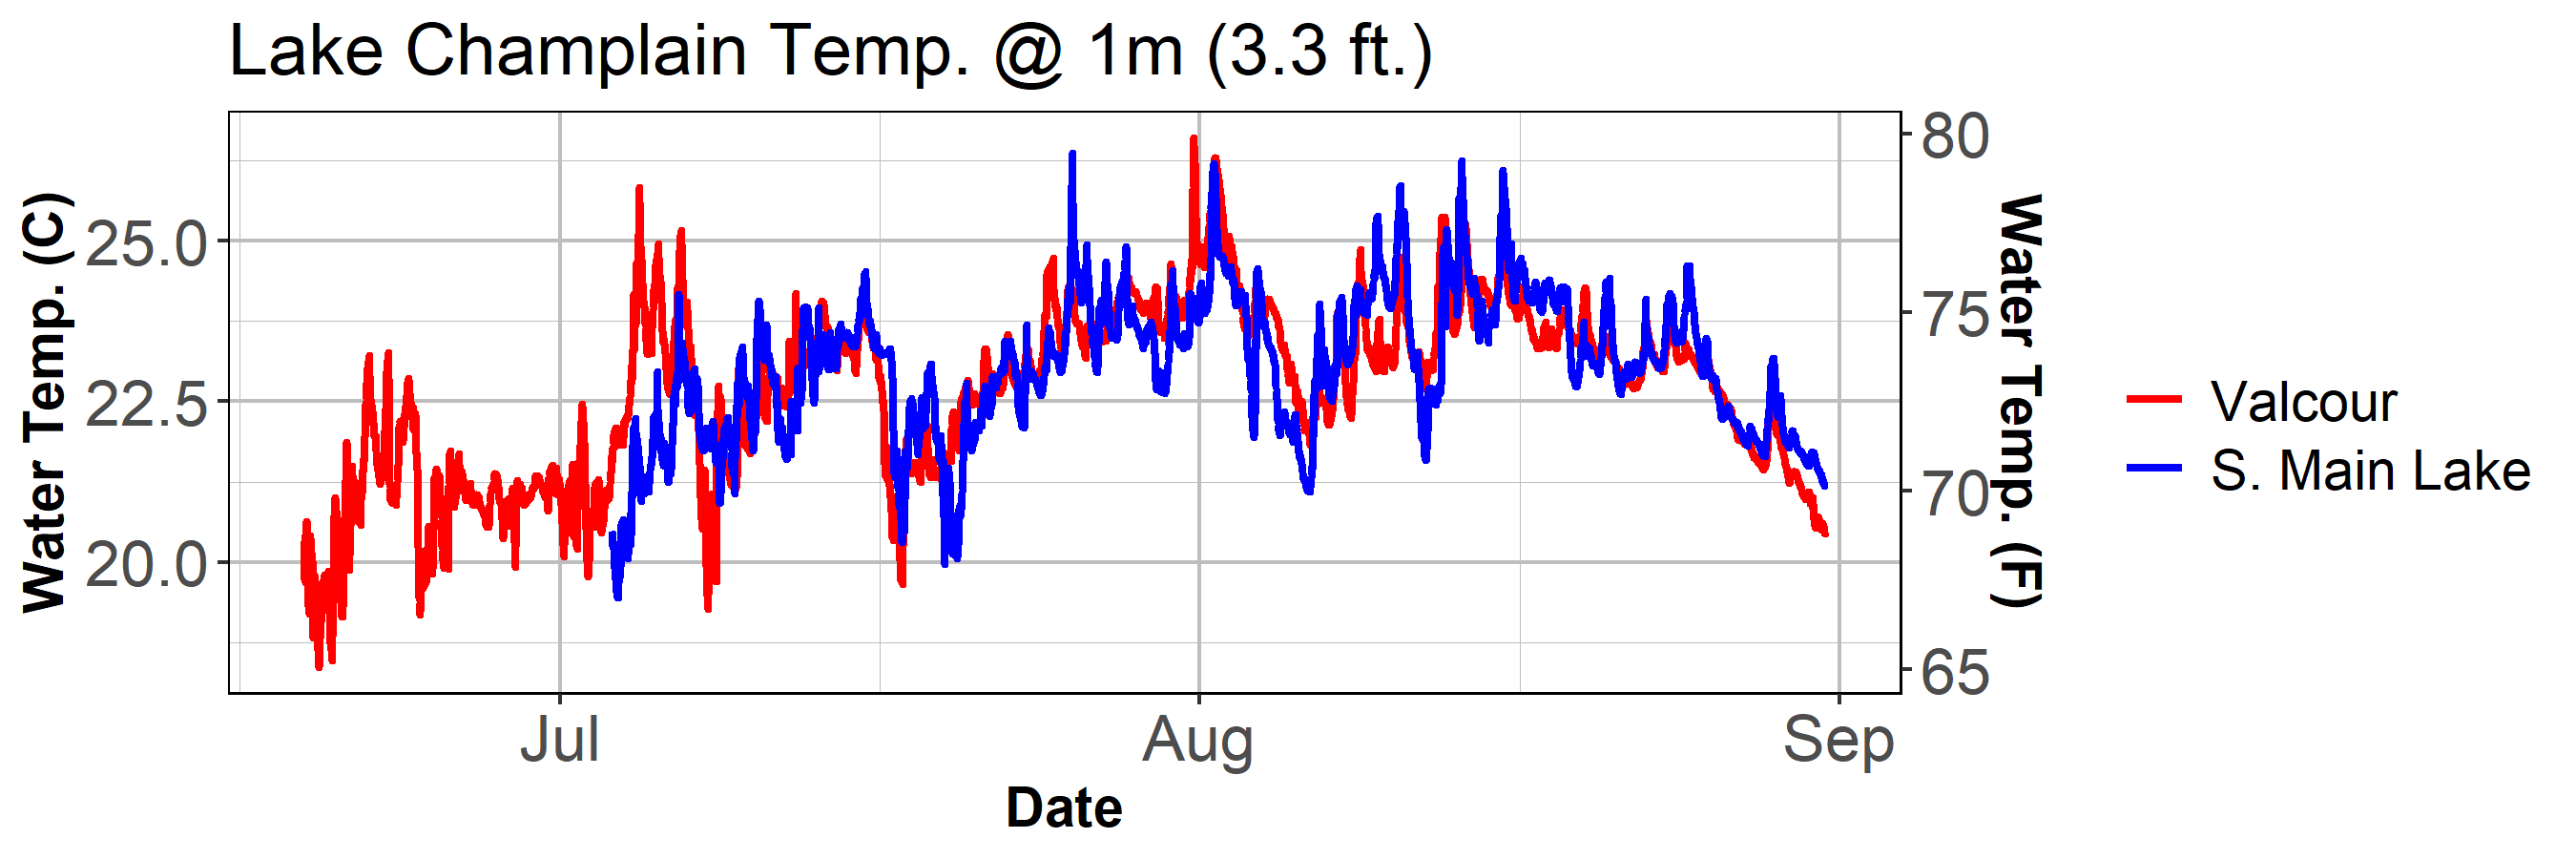 Lake Champlain Temp. @ 1m (3.3 ft.)
Water Temp. (C)
25.0
22.5
20.0
80
75
70
65
Water Temp. (F)
Jul
Aug
Sep
Date
Valcour
S. Main Lake